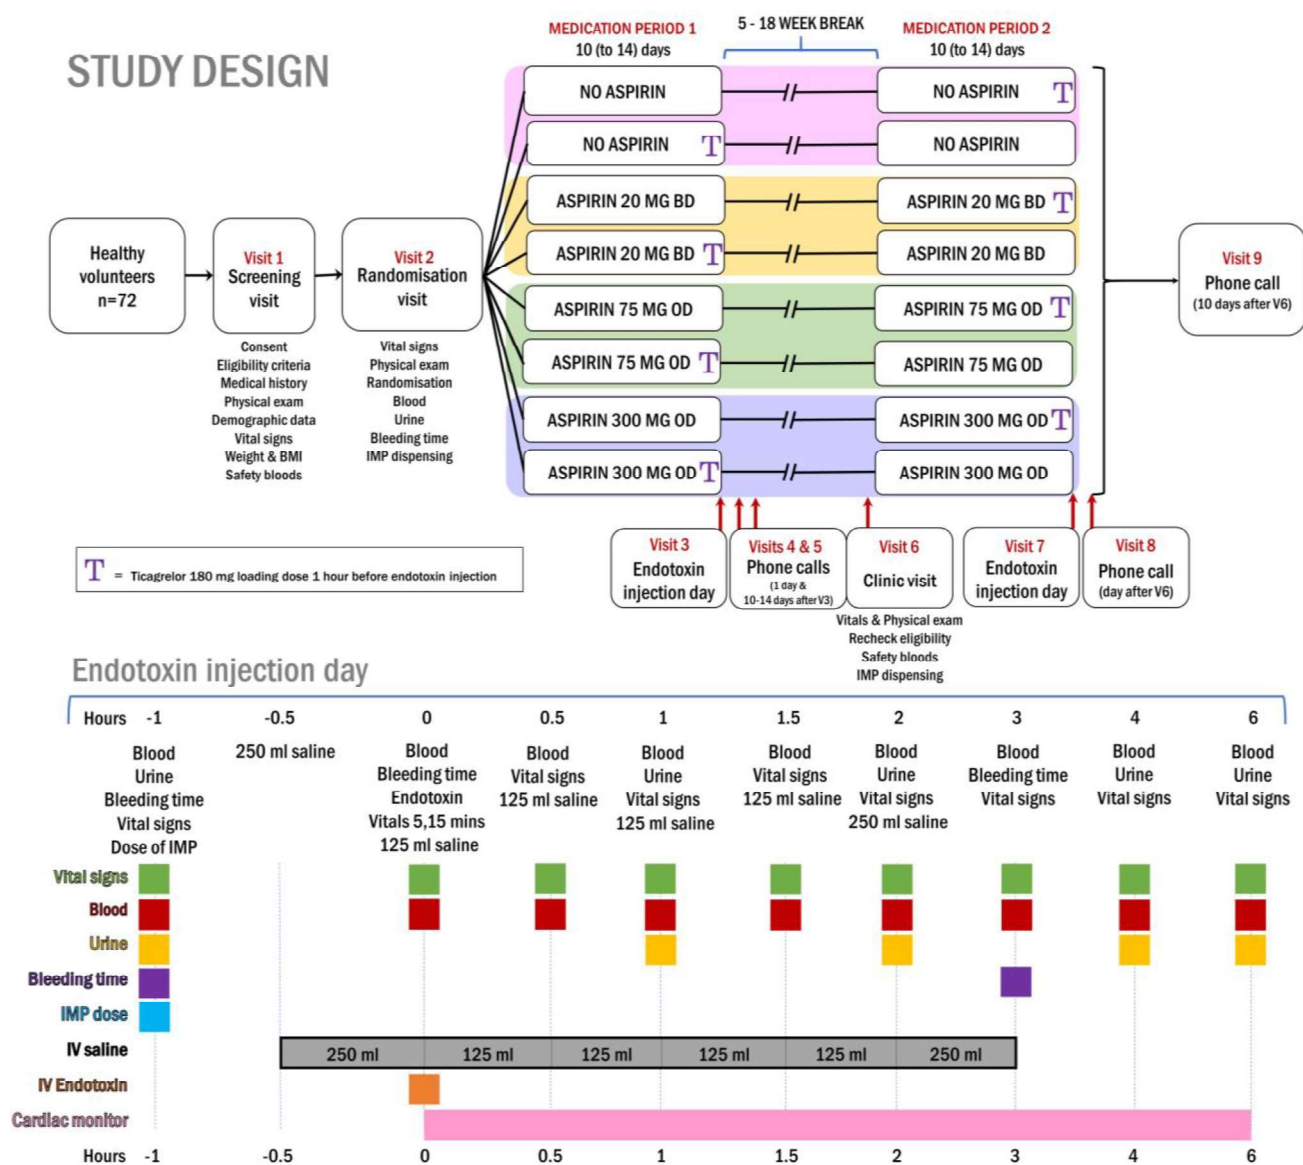 STUDY DESIGN
MEDICATION PERIOD 1
10 (to 14) days
5 - 18 WEEK BREAK
MEDICATION PERIOD 2
10 (to 14) days
NO ASPIRIN
NO ASPIRIN T
NO ASPIRIN T
NO ASPIRIN
ASPIRIN 20 MG BD
ASPIRIN 20 MG BD T
ASPIRIN 20 MG BD T
ASPIRIN 20 MG BD
ASPIRIN 75 MG OD
ASPIRIN 75 MG OD T
ASPIRIN 75 MG OD T
ASPIRIN 75 MG OD
ASPIRIN 300 MG OD
ASPIRIN 300 MG OD T
ASPIRIN 300 MG OD T
ASPIRIN 300 MG OD
Healthy
volunteers
n=72
Visit 1
Screening
visit
Consent
Eligibility criteria
Medical history
Physical exam
Demographic data
Vital signs
Weight & BMI
Safety bloods
Visit 2
Randomisation
visit
Vital signs
Physical exam
Randomisation
Blood
Urine
Bleeding time
IMP dispensing
Visit 9
Phone call
(10 days after V6)
T = Ticagrelor 180 mg loading dose 1 hour before endotoxin injection
Visit 3
Endotoxin
injection day
Visits 4 & 5
Phone calls
(1 day &
10-14 days after V3)
Visit 6
Clinic visit
Vitals & Physical exam
Recheck eligibility
Safety bloods
IMP dispensing
Visit 7
Endotoxin
injection day
Visit 8
Phone call
(day after V6)
Endotoxin injection day
Hours -1 -0.5 0 0.5 1 1.5 2 3 4 6
Blood
Urine
Bleeding time
Vital signs
Dose of IMP
250 ml saline
Blood
Bleeding time
Endotoxin
Vitals 5,15 mins
125 ml saline
Blood
Vital signs
125 ml saline
Blood
Urine
Vital signs
125 ml saline
Blood
Vital signs
125 ml saline
Blood
Urine
Vital signs
250 ml saline
Blood
Bleeding time
Vital signs
Blood
Urine
Vital signs
Blood
Urine
Vital signs
Vital signs
Blood
Urine
Bleeding time
IMP dose
IV saline 250 ml 125 ml 125 ml 125 ml 125 ml 250 ml
IV Endotoxin
Cardiac monitor
Hours -1 -0.5 0 0.5 1 1.5 2 3 4 6